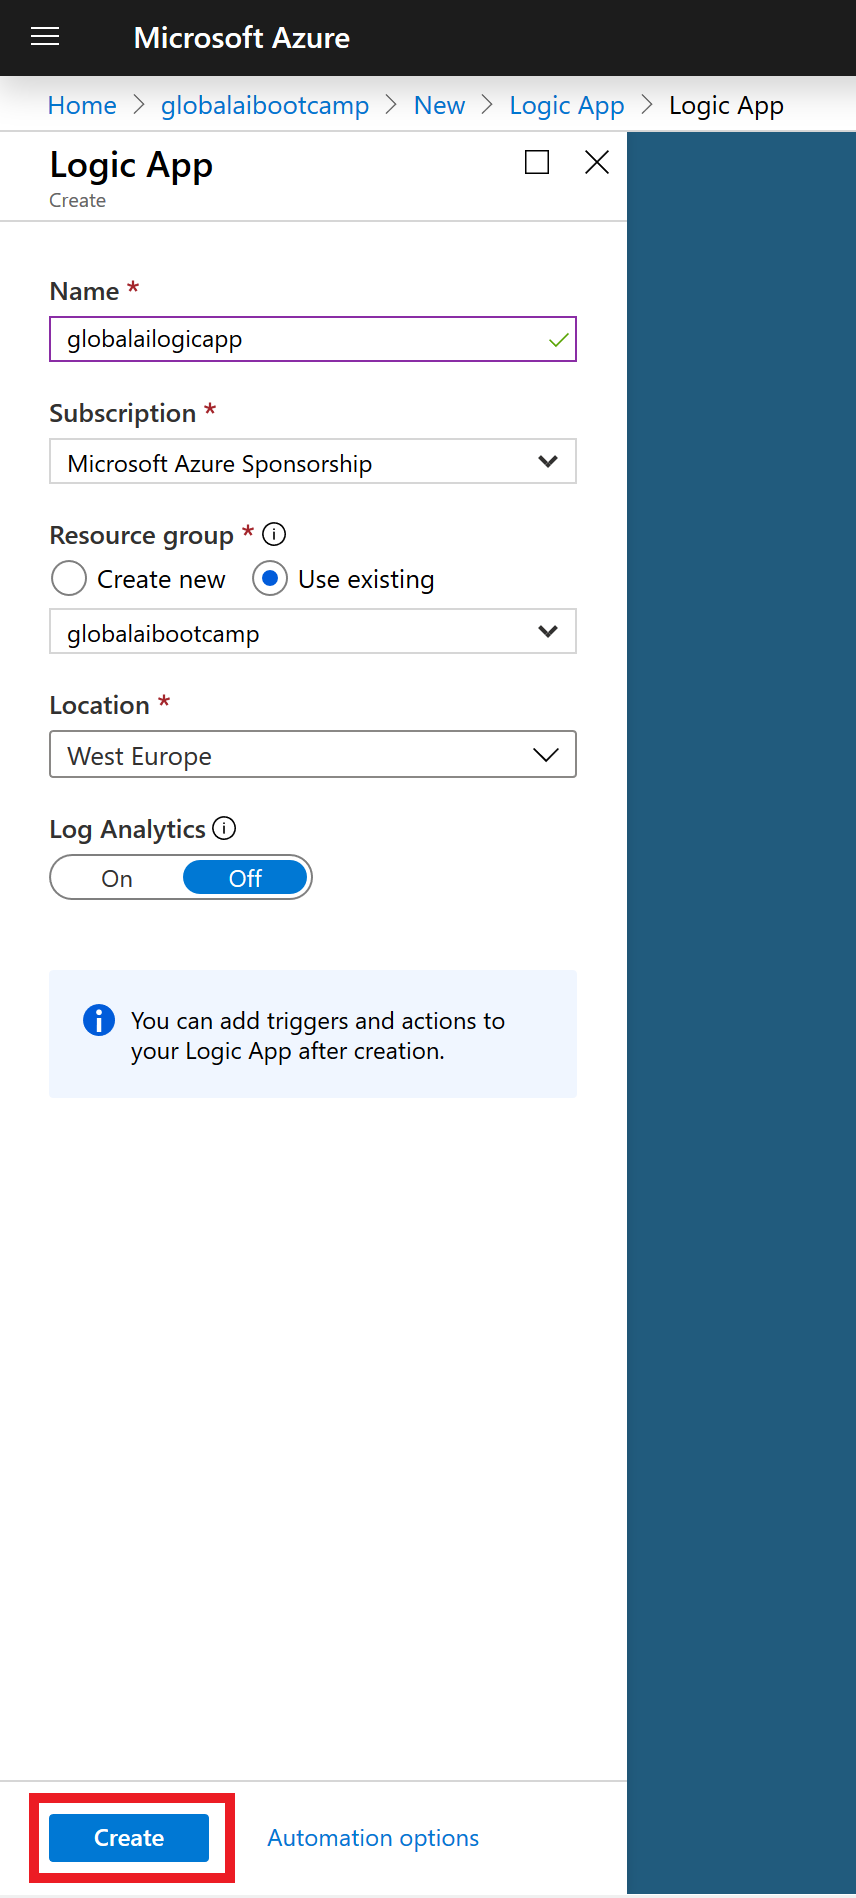 Microsoft Azure
Home > globalaibootcamp > New > Logic App > Logic App
Logic App
Create
Name *
globalailogicapp
Subscription *
Microsoft Azure Sponsorship
Resource group *
Create new Use existing
globalaibootcamp
Location *
West Europe
Log Analytics
On Off
You can add triggers and actions to
your Logic App after creation.
Create Automation options